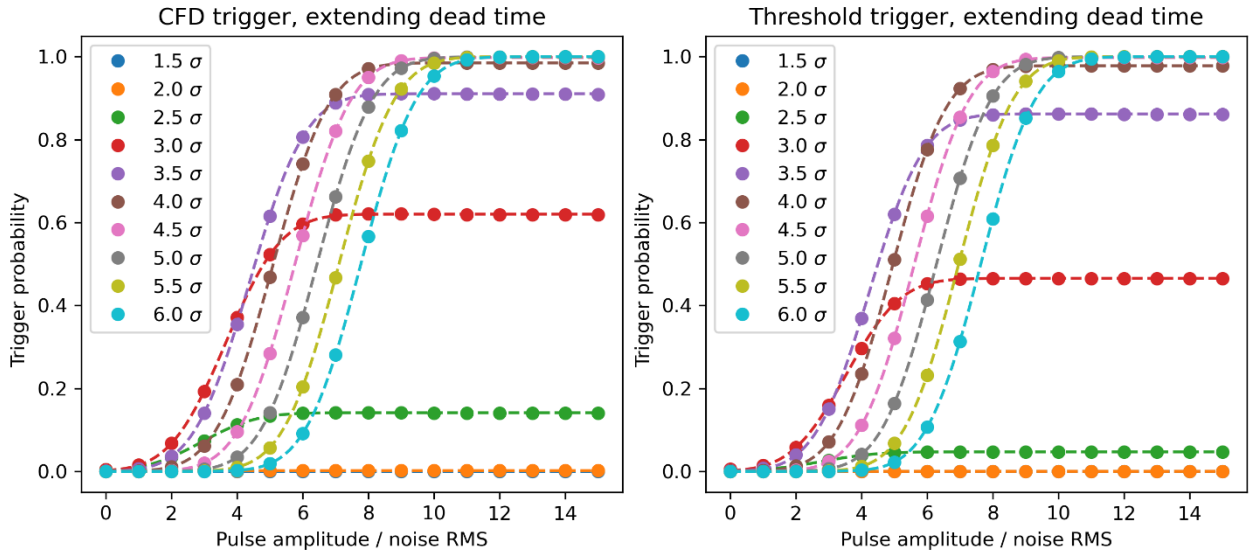 CFD trigger, extending dead time
Trigger probability
1.0
0.8
0.6
0.4
0.2
0.0
1.5 σ
2.0 σ
2.5 σ
3.0 σ
3.5 σ
4.0 σ
4.5 σ
5.0 σ
5.5 σ
6.0 σ
0 2 4 6 8 10 12 14
Pulse amplitude / noise RMS
Threshold trigger, extending dead time
Trigger probability
1.0
0.8
0.6
0.4
0.2
0.0
1.5 σ
2.0 σ
2.5 σ
3.0 σ
3.5 σ
4.0 σ
4.5 σ
5.0 σ
5.5 σ
6.0 σ
0 2 4 6 8 10 12 14
Pulse amplitude / noise RMS